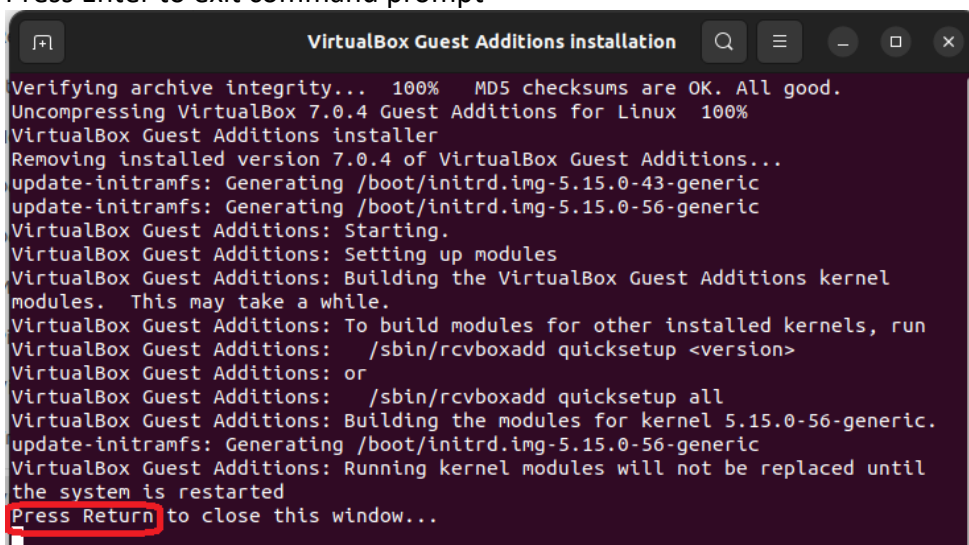 Press Enter to exit command prompt
VirtualBox Guest Additions installation
Verifying archive integrity... 100% MD5 checksums are OK. All good.
Uncompressing VirtualBox 7.0.4 Guest Additions for Linux 100%
VirtualBox Guest Additions installer
Removing installed version 7.0.4 of VirtualBox Guest Additions...
update-initramfs: Generating /boot/initrd.img-5.15.0-43-generic
update-initramfs: Generating /boot/initrd.img-5.15.0-56-generic
VirtualBox Guest Additions: Starting.
VirtualBox Guest Additions: Setting up modules
VirtualBox Guest Additions: Building the VirtualBox Guest Additions kernel
modules. This may take a while.
VirtualBox Guest Additions: To build modules for other installed kernels, run
VirtualBox Guest Additions: /sbin/rcvboxadd quicksetup <version>
VirtualBox Guest Additions: or
VirtualBox Guest Additions: /sbin/rcvboxadd quicksetup all
VirtualBox Guest Additions: Building the modules for kernel 5.15.0-56-generic.
update-initramfs: Generating /boot/initrd.img-5.15.0-56-generic
VirtualBox Guest Additions: Running kernel modules will not be replaced until
the system is restarted
Press Return to close this window...